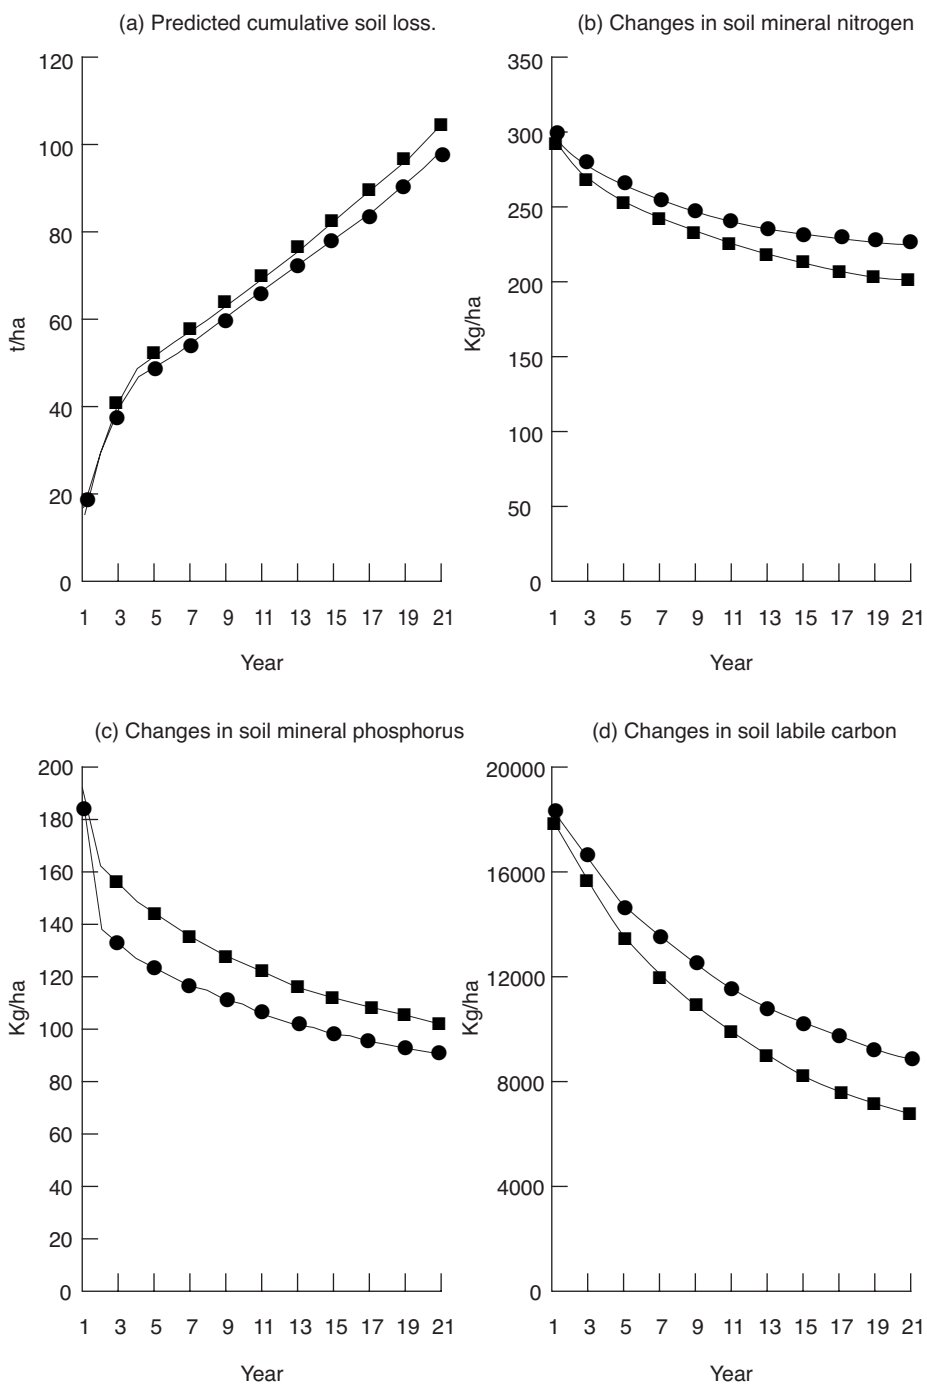 (a) Predicted cumulative soil loss.
120
100
80
60
40
20
0
t/ha
1 3 5 7 9 11 13 15 17 19 21
Year
(b) Changes in soil mineral nitrogen
350
300
250
200
150
100
50
0
Kg/ha
1 3 5 7 9 11 13 15 17 19 21
Year
(c) Changes in soil mineral phosphorus
200
180
160
140
120
100
80
60
40
20
0
Kg/ha
1 3 5 7 9 11 13 15 17 19 21
Year
(d) Changes in soil labile carbon
20000
16000
12000
8000
4000
0
Kg/ha
1 3 5 7 9 11 13 15 17 19 21
Year